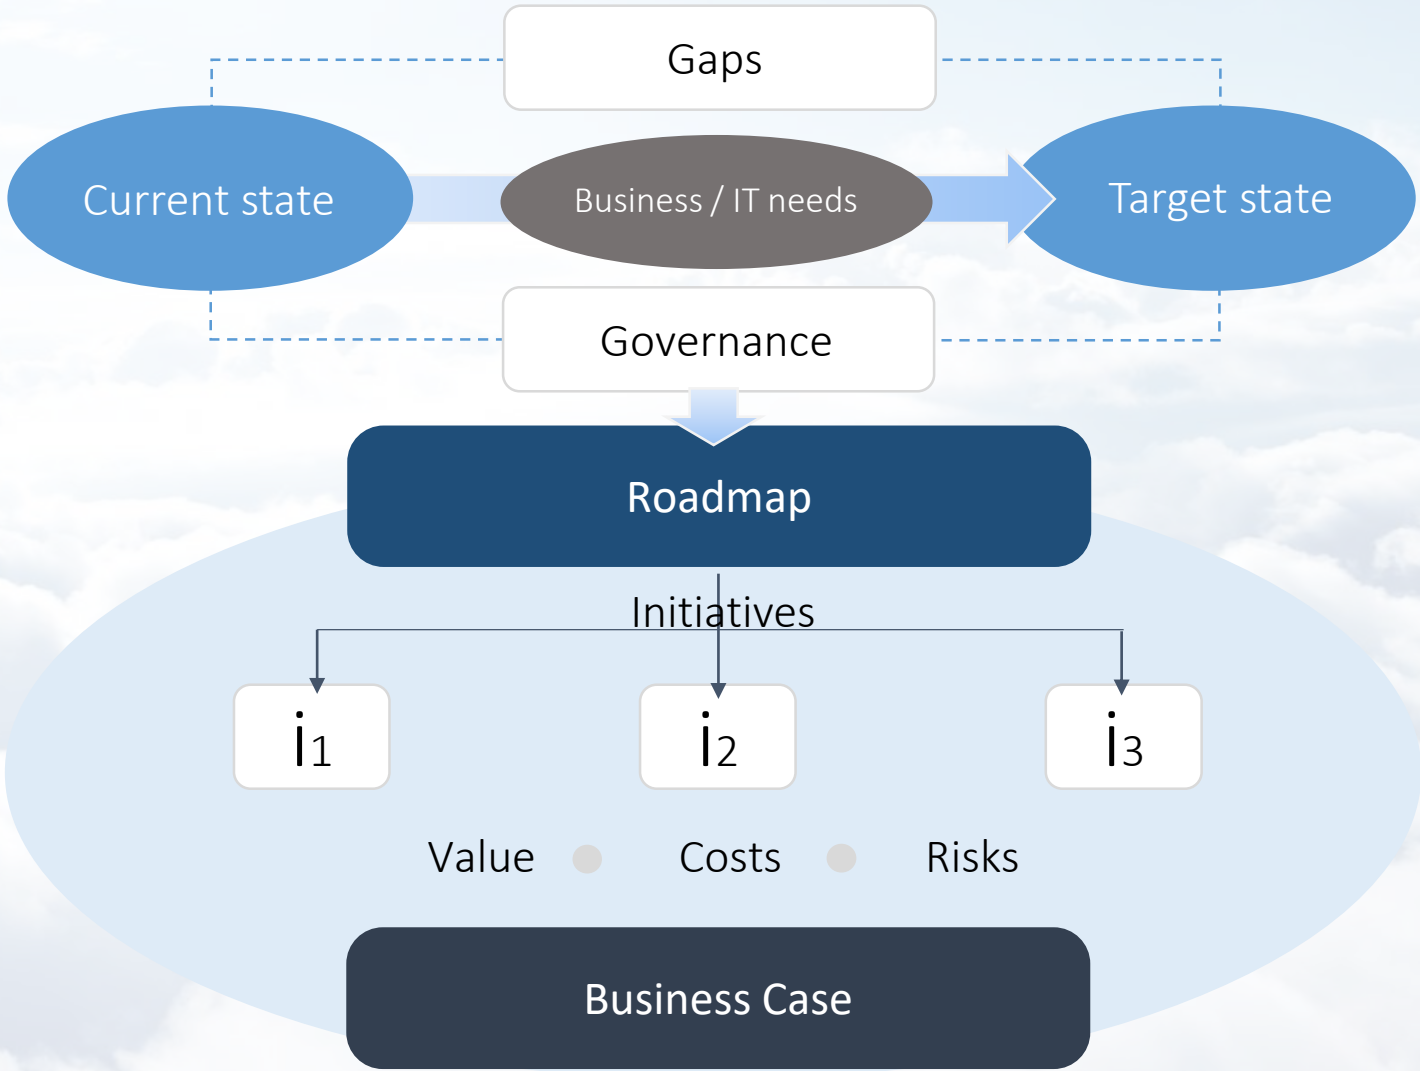 Gaps
Current state
Business / IT needs
Target state
Governance
Roadmap
Initiatives
i1
i2
i3
Value
Costs
Risks
Business Case